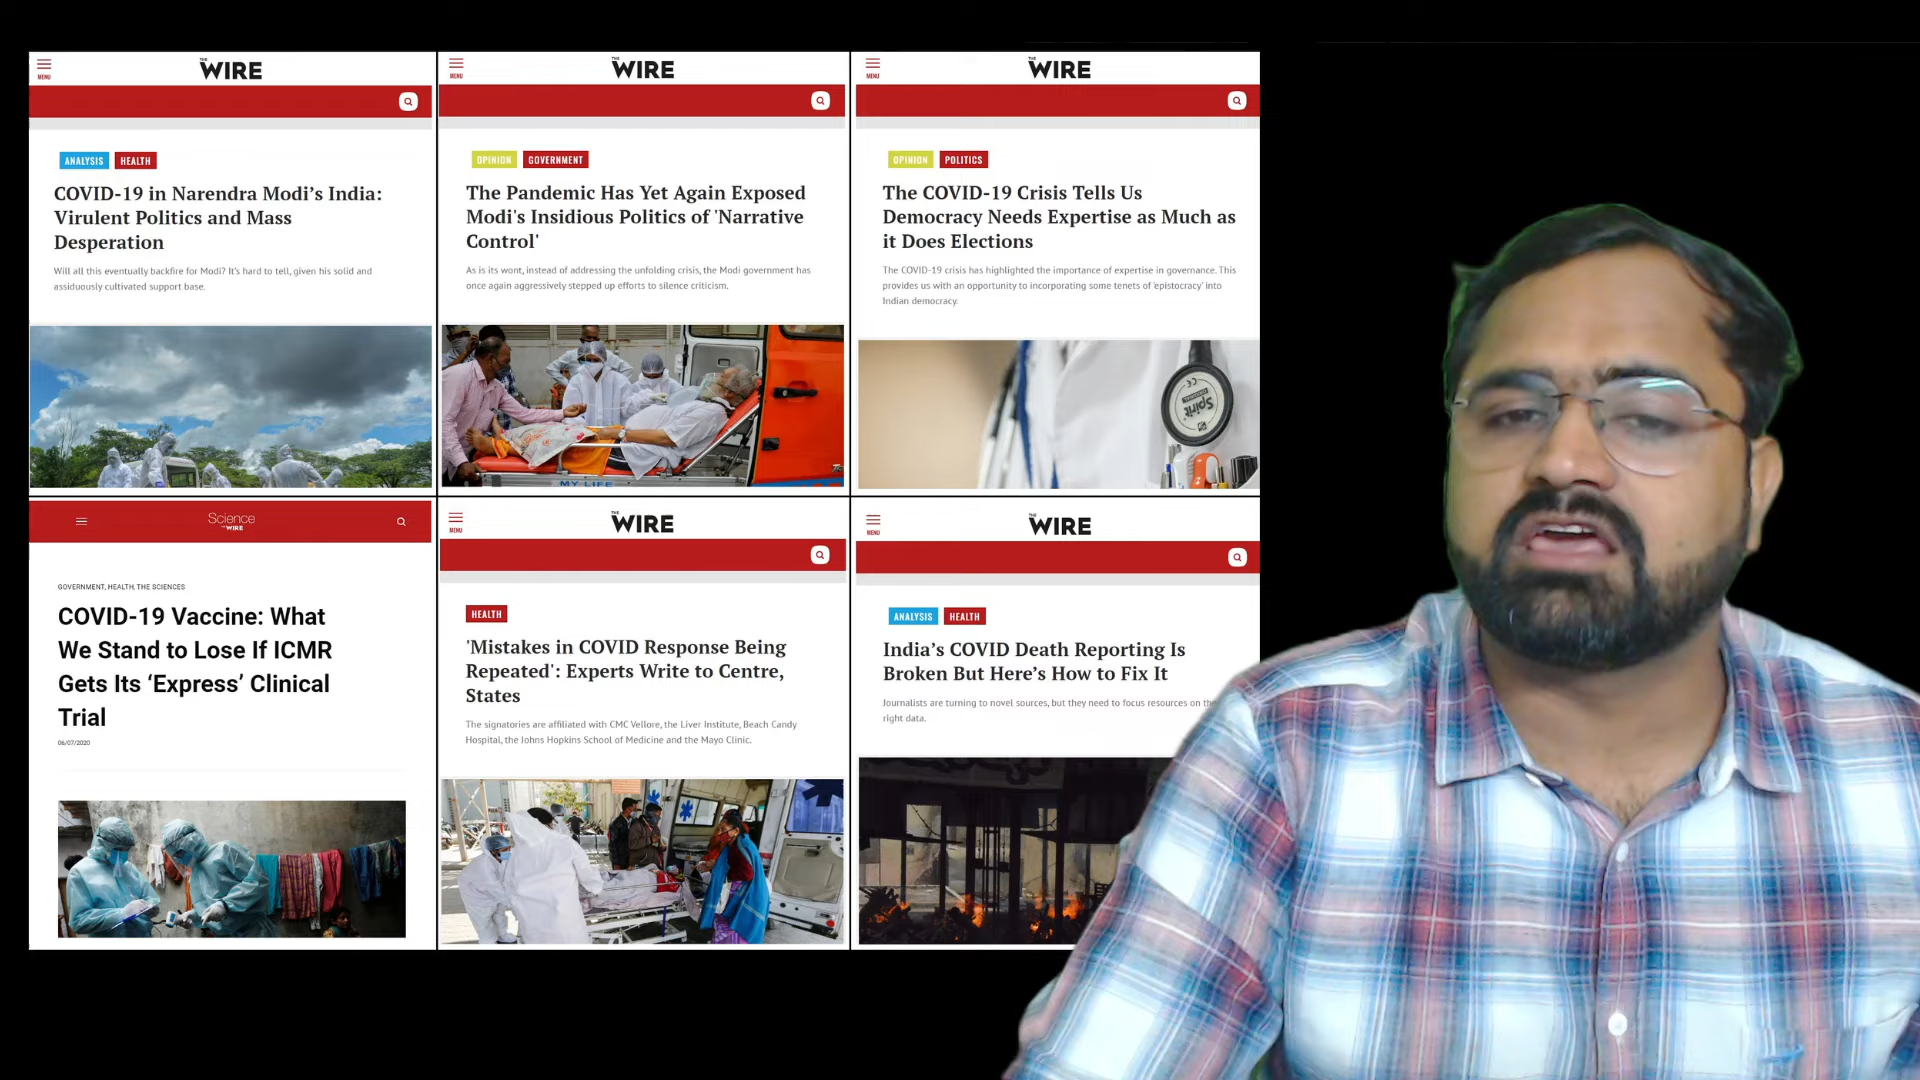 MENU
THE
WIRE
ANALYSIS HEALTH
COVID-19 in Narendra Modi's India:
Virulent Politics and Mass
Desperation
Will all this eventually backfire for Modi? It's hard to tell, given his solid and
assiduously cultivated support base.
MENU
THE
WIRE
OPINION GOVERNMENT
The Pandemic Has Yet Again Exposed
Modi's Insidious Politics of 'Narrative
Control'
As is its wont, instead of addressing the unfolding crisis, the Modi government has
once again aggressively stepped up efforts to silence criticism.
MY LIFE
MENU
THE
WIRE
OPINION POLITICS
The COVID-19 Crisis Tells Us
Democracy Needs Expertise as Much as
it Does Elections
The COVID-19 crisis has highlighted the importance of expertise in governance. This
provides us with an opportunity to incorporating some tenets of 'epistocracy' into
Indian democracy.
Spirit
Science
THE WIRE
GOVERNMENT, HEALTH, THE SCIENCES
COVID-19 Vaccine: What
We Stand to Lose If ICMR
Gets Its ‘Express’ Clinical
Trial
06/07/2020
MENU
THE
WIRE
HEALTH
'Mistakes in COVID Response Being
Repeated': Experts Write to Centre,
States
The signatories are affiliated with CMC Vellore, the Liver Institute, Beach Candy
Hospital, the Johns Hopkins School of Medicine and the Mayo Clinic.
MENU
THE
WIRE
ANALYSIS HEALTH
India’s COVID Death Reporting Is
Broken But Here’s How to Fix It
Journalists are turning to novel sources, but they need to focus resources on the
right data.